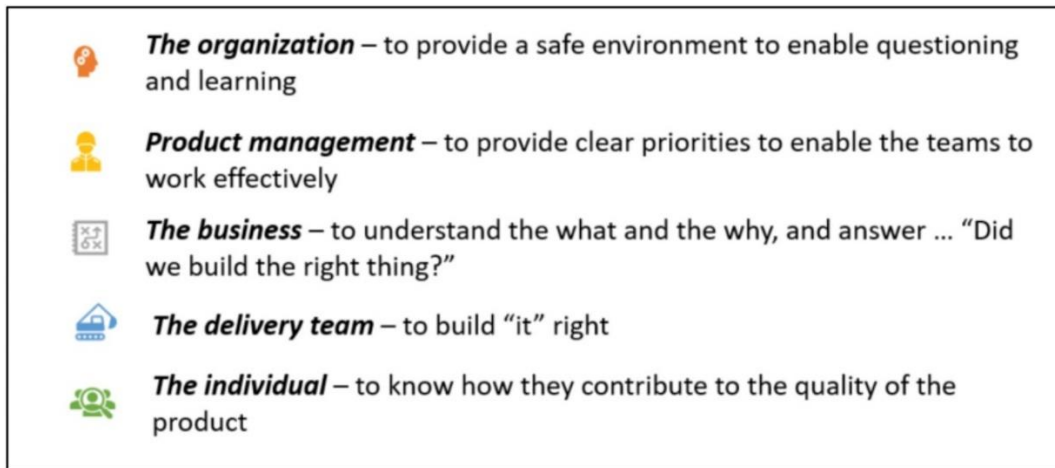 The organization – to provide a safe environment to enable questioning
and learning
Product management – to provide clear priorities to enable the teams to
work effectively
The business – to understand the what and the why, and answer ... “Did
we build the right thing?”
The delivery team – to build “it” right
The individual – to know how they contribute to the quality of the
product